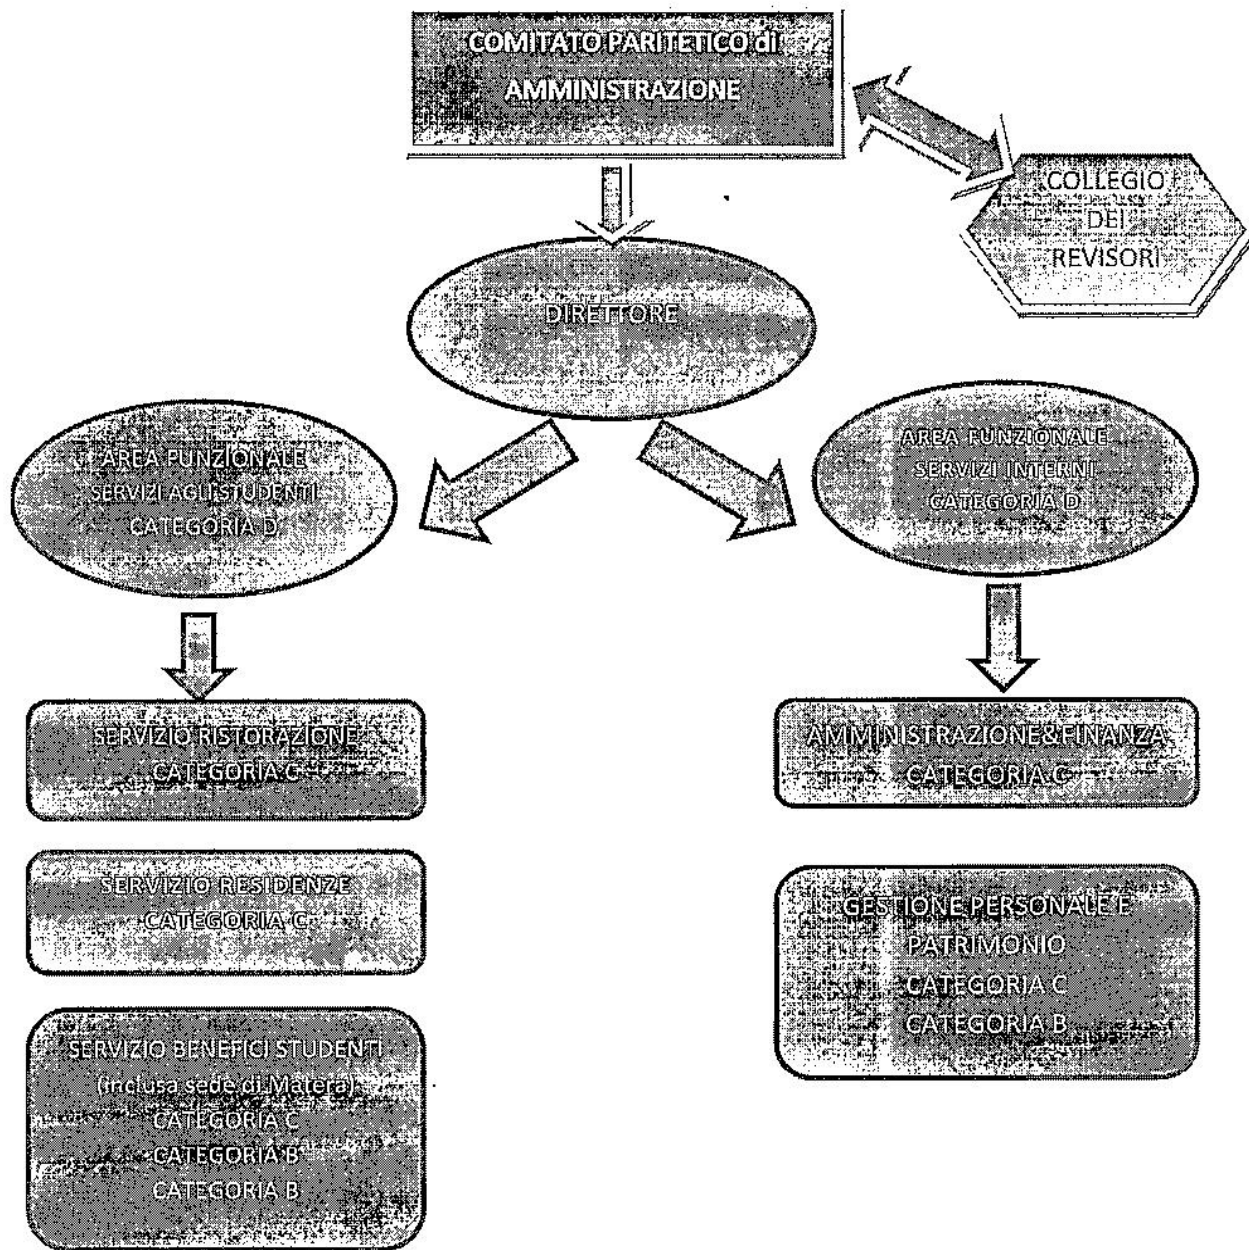 COMITATO PARITETICO di
AMMINISTRAZIONE
COLLEGIO
DEI
REVISORI
DIRETTORE
AREA FUNZIONALE
SERVIZI AGLI STUDENTI
CATEGORIA D
AREA FUNZIONALE
SERVIZI INTERNI
CATEGORIA D
SERVIZIO RISTORAZIONE
CATEGORIA C
SERVIZIO RESIDENZE
CATEGORIA C
SERVIZIO BENEFICI STUDENTI
(inclusa sede di Matera)
CATEGORIA C
CATEGORIA B
CATEGORIA B
AMMINISTRAZIONE&FINANZA
CATEGORIA C
GESTIONE PERSONALE E
PATRIMONIO
CATEGORIA C
CATEGORIA B